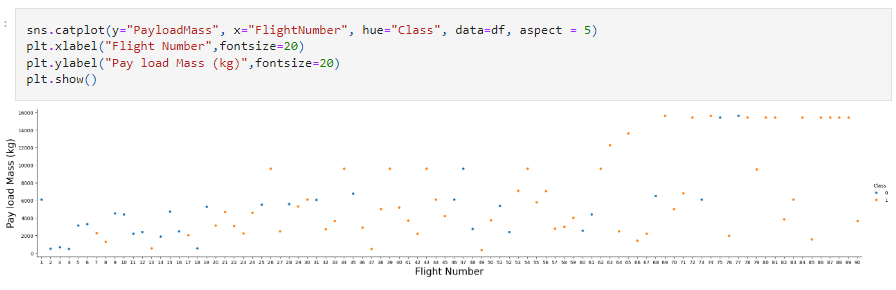 :
sns.catplot(y="PayloadMass", x="FlightNumber", hue="Class", data=df, aspect = 5)
plt.xlabel("Flight Number",fontsize=20)
plt.ylabel("Pay load Mass (kg)",fontsize=20)
plt.show()
16000
14000
12000
10000
8000
6000
4000
2000
0
Pay load Mass (kg)
1 2 3 4 5 6 7 8 9 10 11 12 13 14 15 16 17 18 19 20 21 22 23 24 25 26 27 28 29 30 31 32 33 34 35 36 37 38 39 40 41 42 43 44 45 46 47 48 49 50 51 52 53 54 55 56 57 58 59 60 61 62 63 64 65 66 67 68 69 70 71 72 73 74 75 76 77 78 79 80 81 82 83 84 85 86 87 88 89 90
Flight Number
Class
0
1